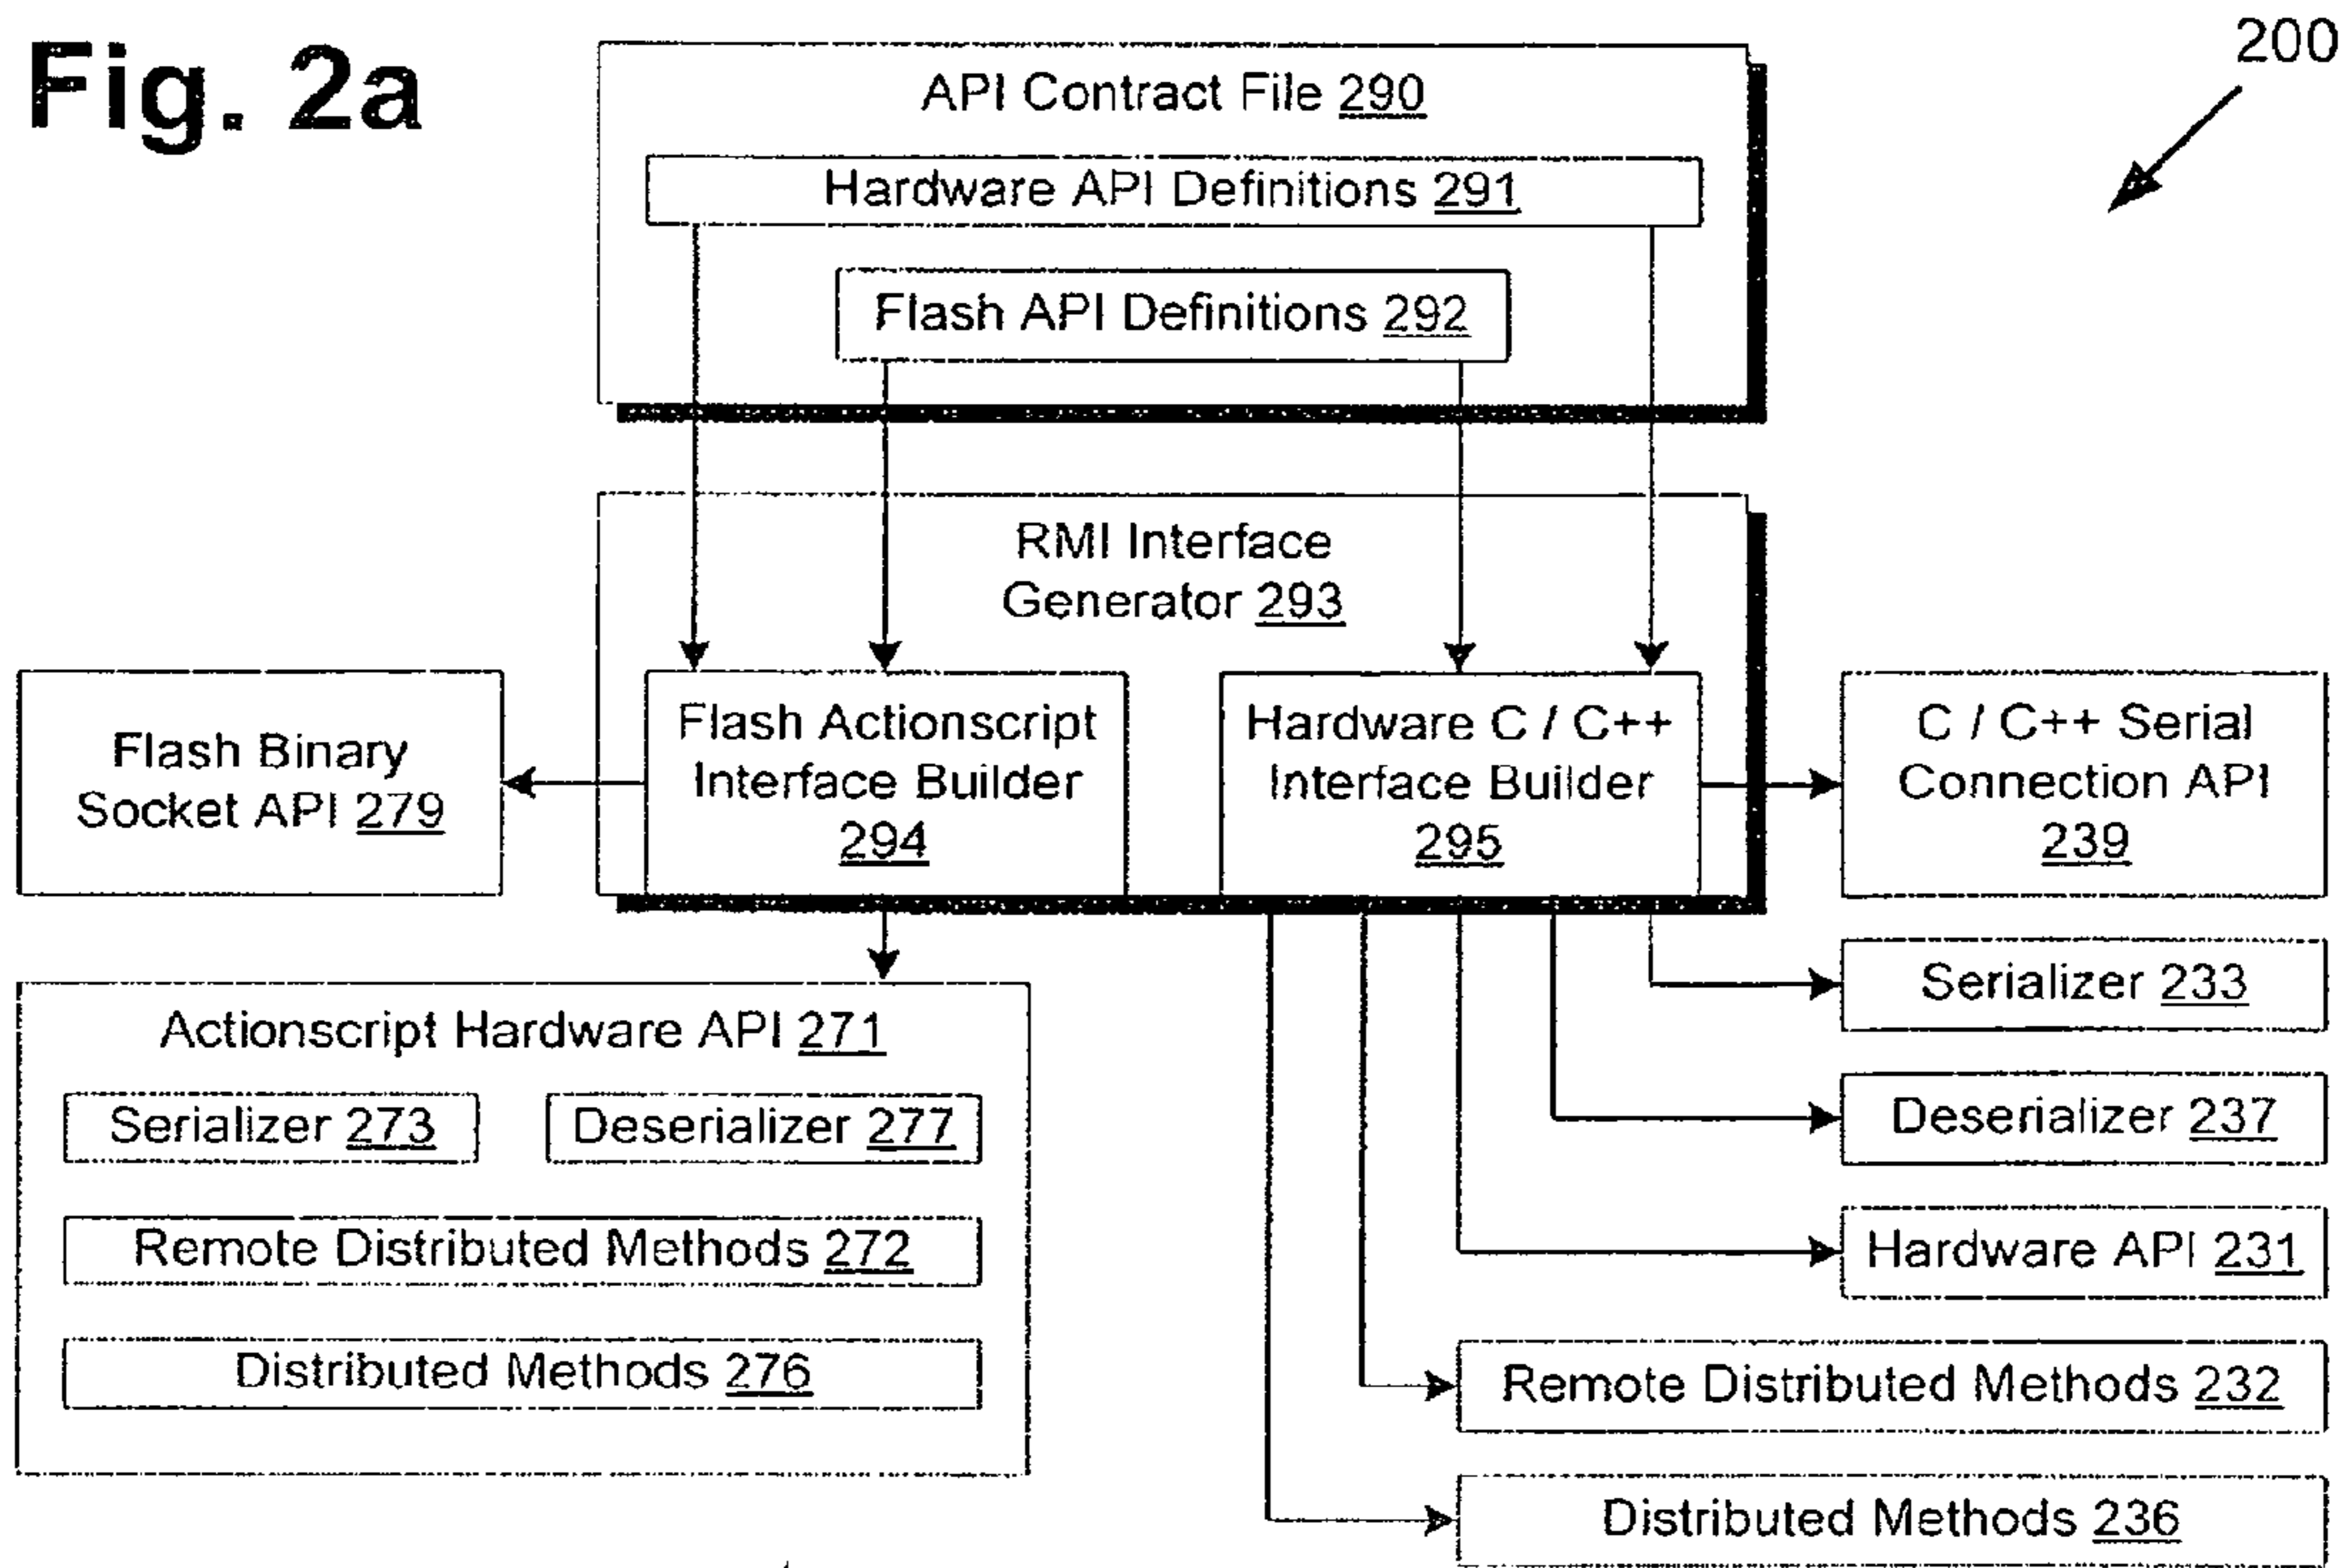 Fig. 2a
200
API Contract File 290
Hardware API Definitions 291
Flash API Definitions 292
RMI Interface
Generator 293
Flash Binary
Socket API 279
Flash Actionscript
Interface Builder
294
Hardware C / C++
Interface Builder
295
C / C++ Serial
Connection API
239
Serializer 233
Deserializer 237
Hardware API 231
Remote Distributed Methods 232
Distributed Methods 236
Actionscript Hardware API 271
Serializer 273
Deserializer 277
Remote Distributed Methods 272
Distributed Methods 276